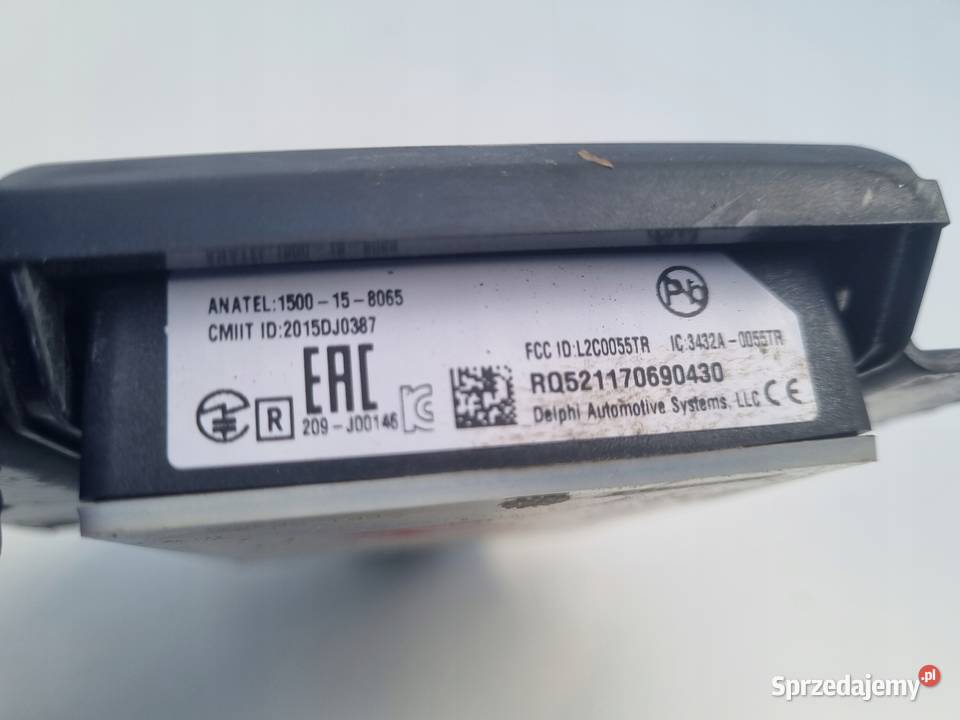 ANATEL:1500-15-8065
CMIIT ID:2015DJ0387
EAC
R
209-J00146
Pb
FCC ID:L2C0055TR IC:3432A-0055TR
RQ521170690430
Delphi Automotive Systems, LLC CE
Sprzedajemy.pl